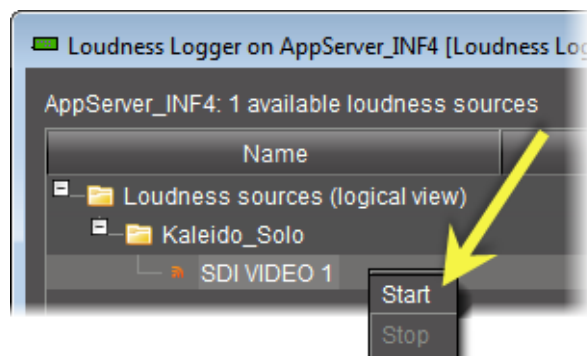 Loudness Logger on AppServer_INF4 [Loudness Log
AppServer_INF4: 1 available loudness sources
Name
Loudness sources (logical view)
Kaleido_Solo
SDI VIDEO 1
Start
Stop